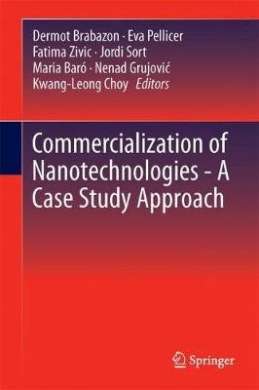 Dermot Brabazon · Eva Pellicer
Fatima Zivic · Jordi Sort
Maria Baró · Nenad Grujović
Kwang-Leong Choy Editors
Commercialization of
Nanotechnologies - A
Case Study Approach
Springer